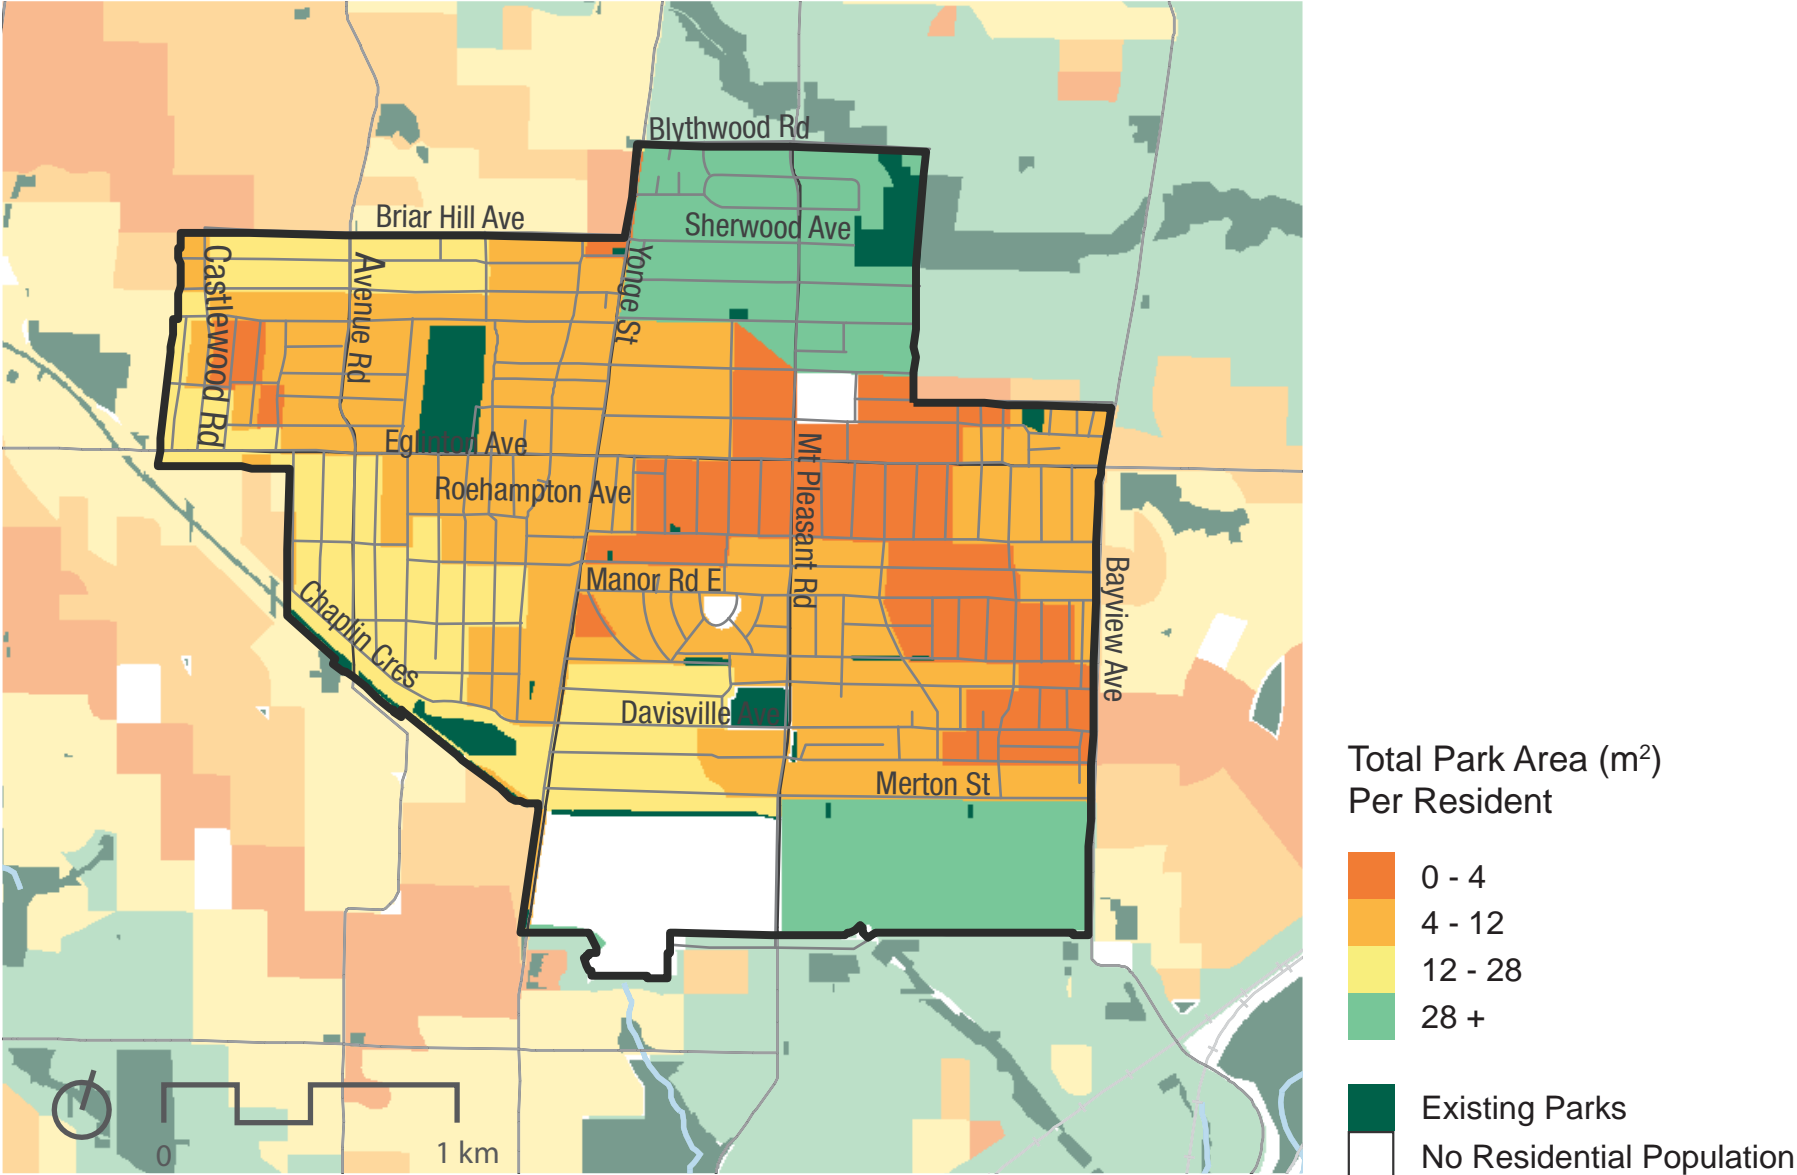 Blythwood Rd
Briar Hill Ave
Sherwood Ave
Castlewood Rd
Avenue Rd
Yonge St
Eglinton Ave
Roehampton Ave
Mt Pleasant Rd
Manor Rd E
Bayview Ave
Chaplin Cres
Davisville Ave
Merton St
Total Park Area (m²)
Per Resident
0 - 4
4 - 12
12 - 28
28 +
Existing Parks
No Residential Population
0
1 km